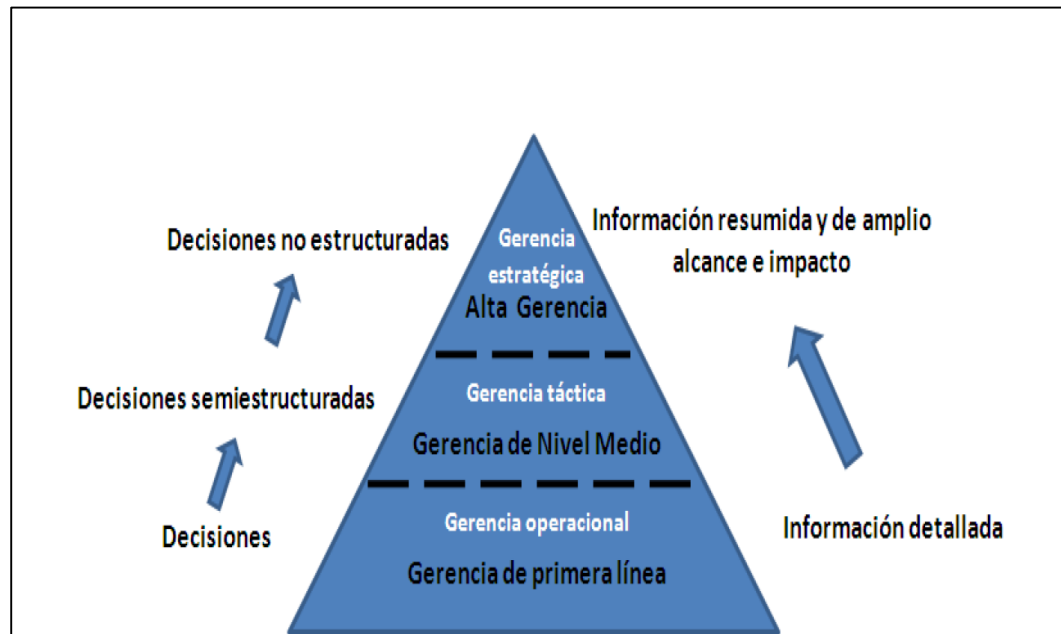 Decisiones no estructuradas
Decisiones semiestructuradas
Decisiones
Gerencia
estratégica
Alta Gerencia
Gerencia táctica
Gerencia de Nivel Medio
Gerencia operacional
Gerencia de primera línea
Información resumida y de amplio
alcance e impacto
Información detallada